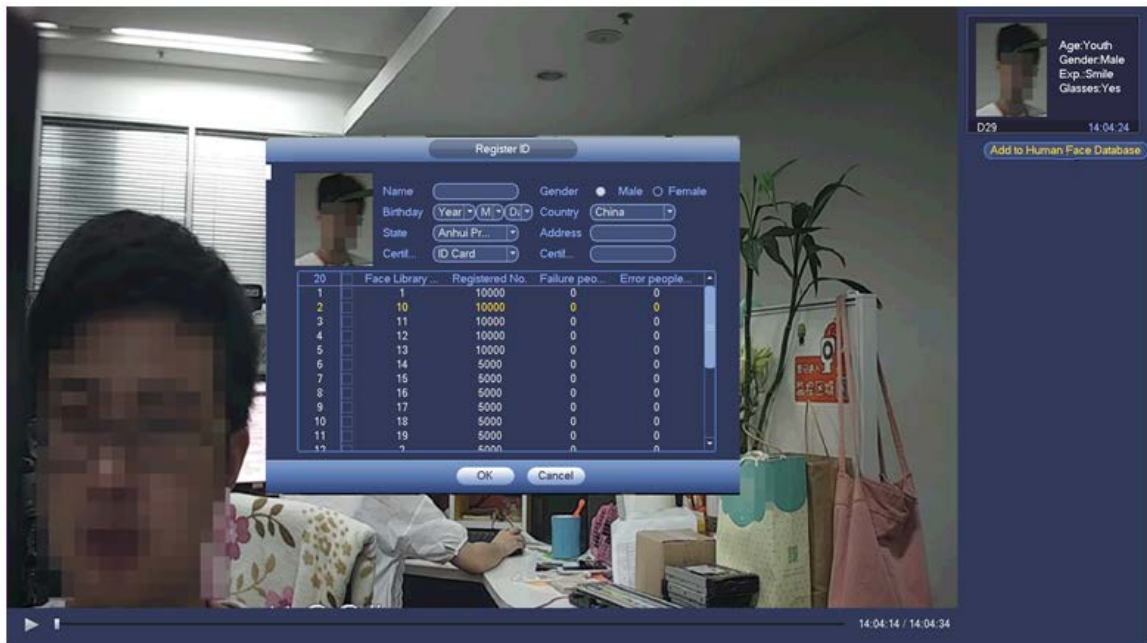 Age:Youth
Gender:Male
Exp.:Smile
Glasses:Yes
D29 14:04:24
Add to Human Face Database
Register ID
Name Gender Male Female
Birthday Year M Country China
State Anhui Pr... Address
Certif... ID Card Certif...
20 Face Library ... Registered No. Failure peo... Error people...
1 1 10000 0 0
2 10 10000 0 0
3 11 10000 0 0
4 12 10000 0 0
5 13 10000 0 0
6 14 5000 0 0
7 15 5000 0 0
8 16 5000 0 0
9 17 5000 0 0
10 18 5000 0 0
11 19 5000 0 0
12 2 5000 0 0
OK Cancel
14:04:14 / 14:04:34